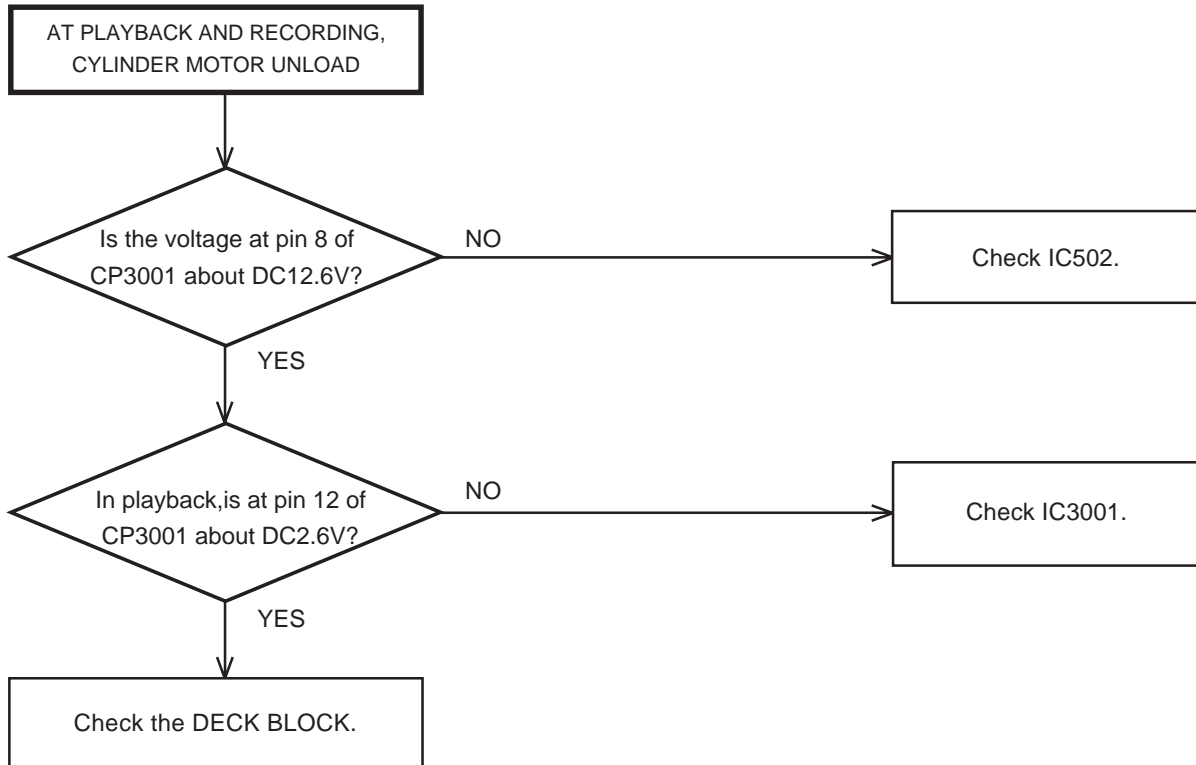 AT PLAYBACK AND RECORDING,
CYLINDER MOTOR UNLOAD
Is the voltage at pin 8 of
CP3001 about DC12.6V?
NO
Check IC502.
YES
In playback,is at pin 12 of
CP3001 about DC2.6V?
NO
Check IC3001.
YES
Check the DECK BLOCK.